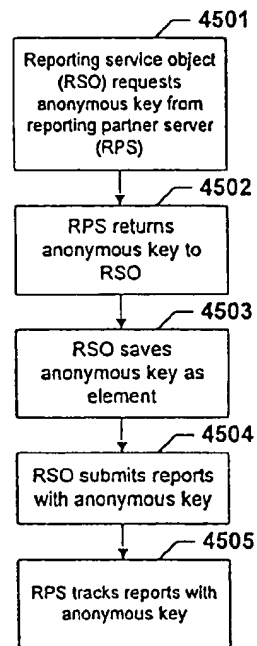 4501
Reporting service object
(RSO) requests
anonymous key from
reporting partner server
(RPS)
4502
RPS returns
anonymous key to
RSO
4503
RSO saves
anonymous key as
element
4504
RSO submits reports
with anonymous key
4505
RPS tracks reports with
anonymous key